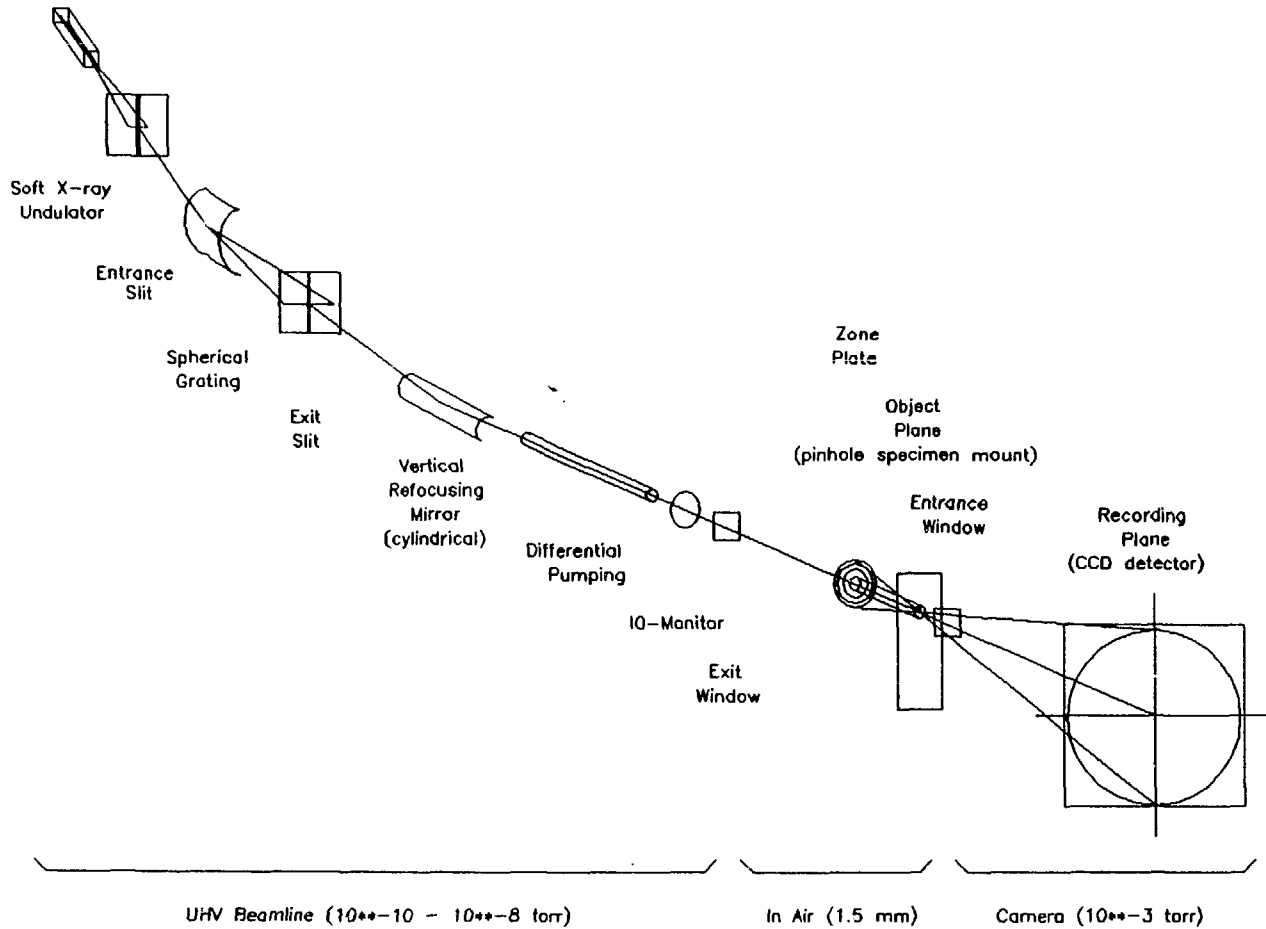 Soft X-ray
Undulator
Entrance
Slit
Spherical
Grating
Exit
Slit
Vertical
Refocusing
Mirror
(cylindrical)
Differential
Pumping
IO-Monitor
Exit
Window
Zone
Plate
Object
Plane
(pinhole specimen mount)
Entrance
Window
Recording
Plane
(CCD detector)
UHV Beamline (10**-10 - 10**-8 torr)
In Air (1.5 mm)
Camera (10**-3 torr)